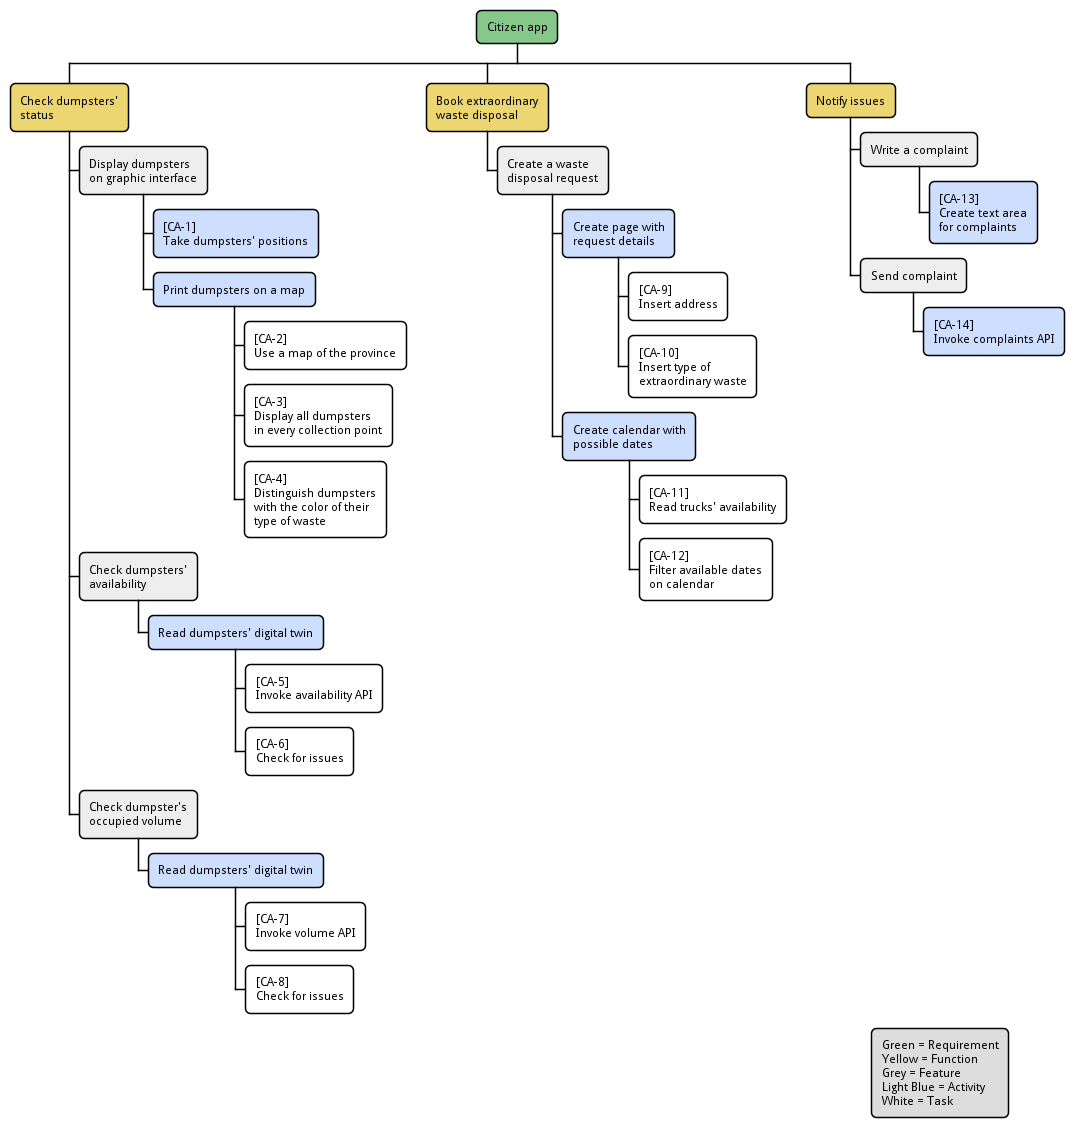 Citizen app
Check dumpsters'
status
Display dumpsters
on graphic interface
[CA-1]
Take dumpsters' positions
Print dumpsters on a map
[CA-2]
Use a map of the province
[CA-3]
Display all dumpsters
in every collection point
[CA-4]
Distinguish dumpsters
with the color of their
type of waste
Check dumpsters'
availability
Read dumpsters' digital twin
[CA-5]
Invoke availability API
[CA-6]
Check for issues
Check dumpster's
occupied volume
Read dumpsters' digital twin
[CA-7]
Invoke volume API
[CA-8]
Check for issues
Book extraordinary
waste disposal
Create a waste
disposal request
Create page with
request details
[CA-9]
Insert address
[CA-10]
Insert type of
extraordinary waste
Create calendar with
possible dates
[CA-11]
Read trucks' availability
[CA-12]
Filter available dates
on calendar
Notify issues
Write a complaint
[CA-13]
Create text area
for complaints
Send complaint
[CA-14]
Invoke complaints API
Green = Requirement
Yellow = Function
Grey = Feature
Light Blue = Activity
White = Task